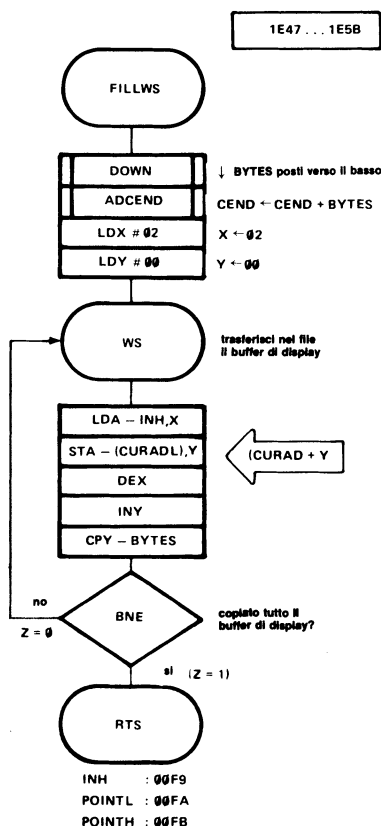 1E47 . . . 1E5B
FILLWS
DOWN
↓ BYTES posti verso il basso
ADCEND
CEND ← CEND + BYTES
LDX # 02
X ← 02
LDY # 00
Y ← 00
WS
trasferisci nel file
il buffer di display
LDA – INH,X
STA – (CURADL),Y
(CURAD + Y
DEX
INY
CPY – BYTES
no
BNE
copiato tutto il
buffer di display?
Z = 0
si (Z = 1)
RTS
INH : 00F9
POINTL : 00FA
POINTH : 00FB